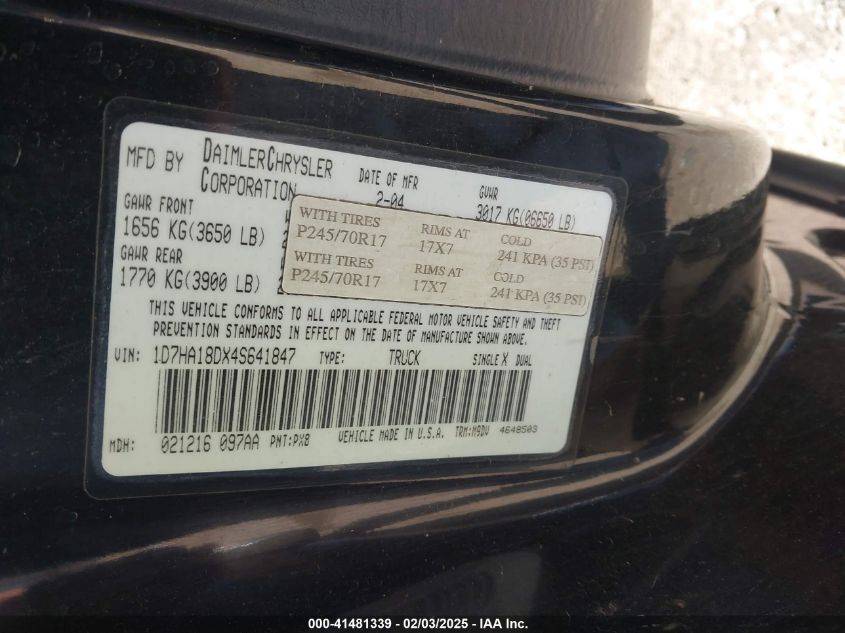 MFD BY DAIMLERCHRYSLER CORPORATION
DATE OF MFR 2-04
GVWR 3017 KG(06650 LB)
GAWR FRONT
1656 KG(3650 LB)
GAWR REAR
1770 KG(3900 LB)
WITH TIRES RIMS AT COLD
P245/70R17 17X7 241 KPA (35 PSI)
WITH TIRES RIMS AT COLD
P245/70R17 17X7 241 KPA (35 PSI)
THIS VEHICLE CONFORMS TO ALL APPLICABLE FEDERAL MOTOR VEHICLE SAFETY AND THEFT
PREVENTION STANDARDS IN EFFECT ON THE DATE OF MANUFACTURE SHOWN ABOVE.
VIN: 1D7HA18DX4S641847 TYPE: TRUCK SINGLE X DUAL
MDH: 021216 097AA PNT:PX8 VEHICLE MADE IN U.S.A. TRM:M9DV 4648503
000-41481339 - 02/03/2025 - IAA Inc.